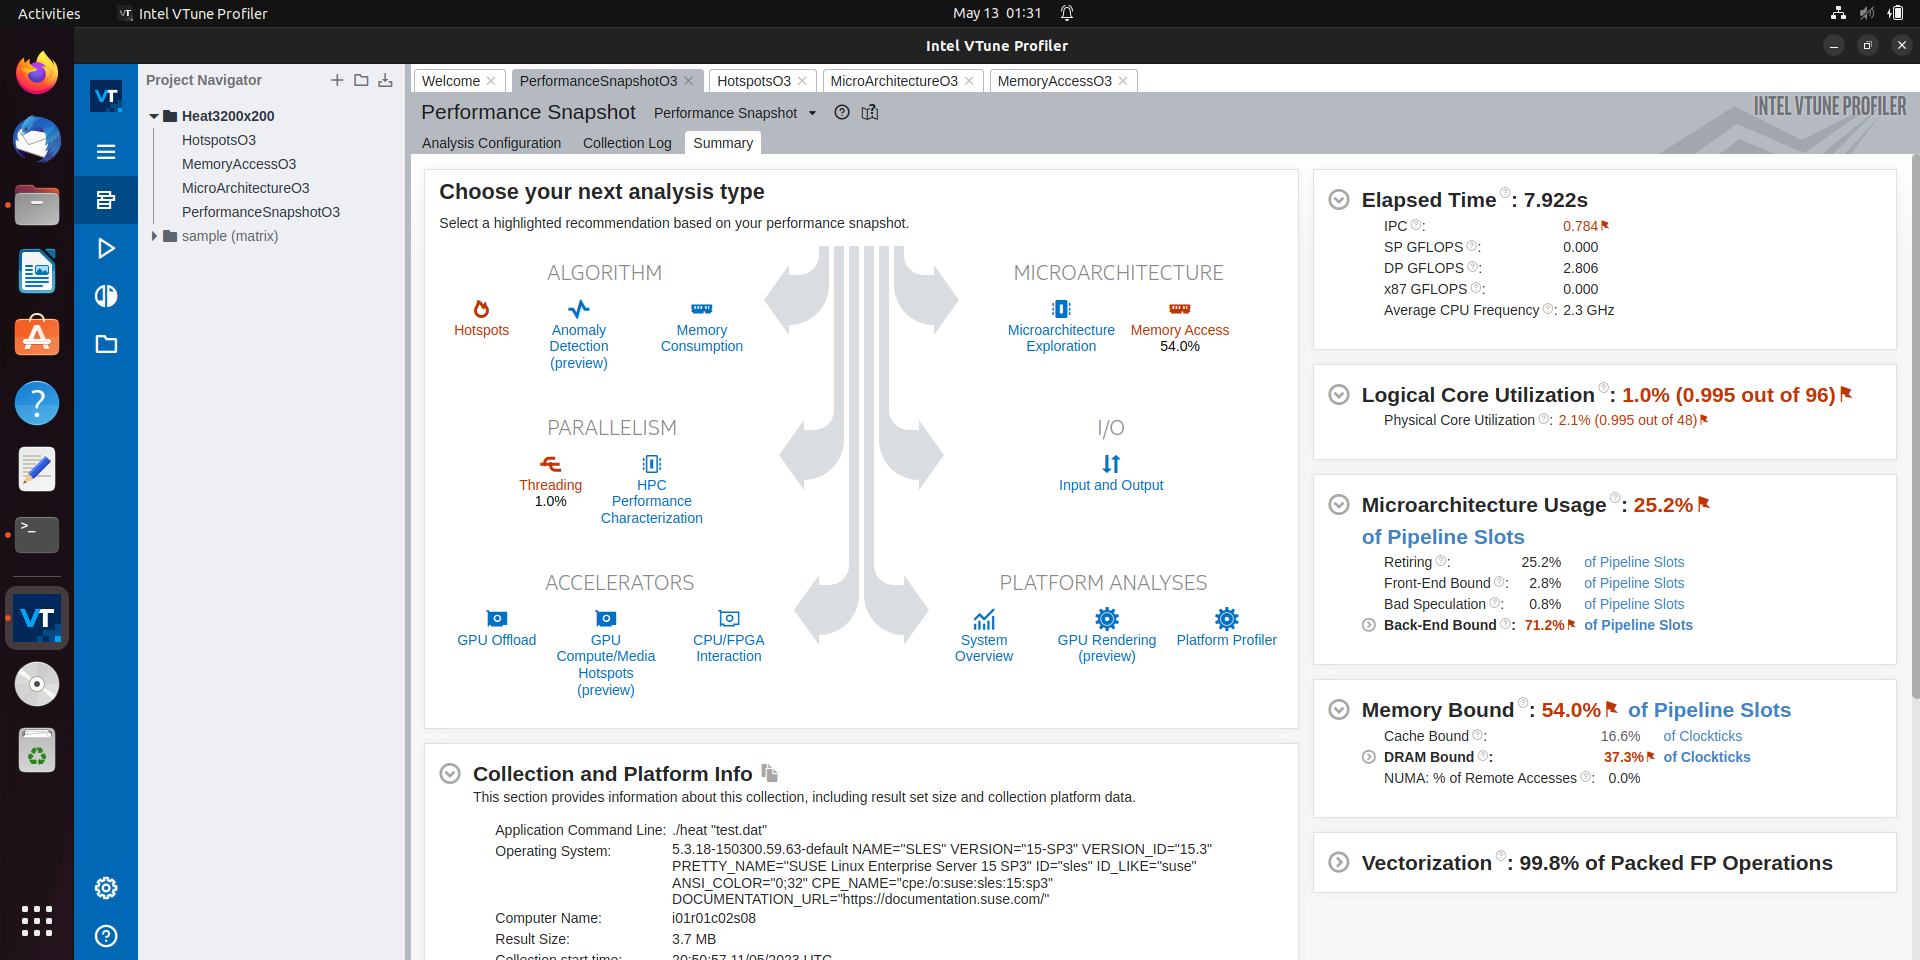 Activities
Intel VTune Profiler
May 13 01:31
Intel VTune Profiler
VT
Project Navigator
Heat3200x200
HotspotsO3
MemoryAccessO3
MicroArchitectureO3
PerformanceSnapshotO3
sample (matrix)
Welcome
PerformanceSnapshotO3
HotspotsO3
MicroArchitectureO3
MemoryAccessO3
Performance Snapshot
Performance Snapshot
INTEL VTUNE PROFILER
Analysis Configuration
Collection Log
Summary
Choose your next analysis type
Select a highlighted recommendation based on your performance snapshot.
ALGORITHM
Hotspots
Anomaly
Detection
(preview)
Memory
Consumption
MICROARCHITECTURE
Microarchitecture
Exploration
Memory Access
54.0%
PARALLELISM
Threading
1.0%
HPC
Performance
Characterization
I/O
Input and Output
ACCELERATORS
GPU Offload
GPU
Compute/Media
Hotspots
(preview)
CPU/FPGA
Interaction
PLATFORM ANALYSES
System
Overview
GPU Rendering
(preview)
Platform Profiler
Collection and Platform Info
This section provides information about this collection, including result set size and collection platform data.
Application Command Line: ./heat "test.dat"
Operating System: 5.3.18-150300.59.63-default NAME="SLES" VERSION="15-SP3" VERSION_ID="15.3"
PRETTY_NAME="SUSE Linux Enterprise Server 15 SP3" ID="sles" ID_LIKE="suse"
ANSI_COLOR="0;32" CPE_NAME="cpe:/o:suse:sles:15:sp3"
DOCUMENTATION_URL="https://documentation.suse.com/"
Computer Name: i01r01c02s08
Result Size: 3.7 MB
Collection start time: 20:50:57 11/05/2023 UTC
Elapsed Time: 7.922s
IPC: 0.784
SP GFLOPS: 0.000
DP GFLOPS: 2.806
x87 GFLOPS: 0.000
Average CPU Frequency: 2.3 GHz
Logical Core Utilization: 1.0% (0.995 out of 96)
Physical Core Utilization: 2.1% (0.995 out of 48)
Microarchitecture Usage: 25.2%
of Pipeline Slots
Retiring: 25.2% of Pipeline Slots
Front-End Bound: 2.8% of Pipeline Slots
Bad Speculation: 0.8% of Pipeline Slots
Back-End Bound: 71.2% of Pipeline Slots
Memory Bound: 54.0% of Pipeline Slots
Cache Bound: 16.6% of Clockticks
DRAM Bound: 37.3% of Clockticks
NUMA: % of Remote Accesses: 0.0%
Vectorization: 99.8% of Packed FP Operations
VT